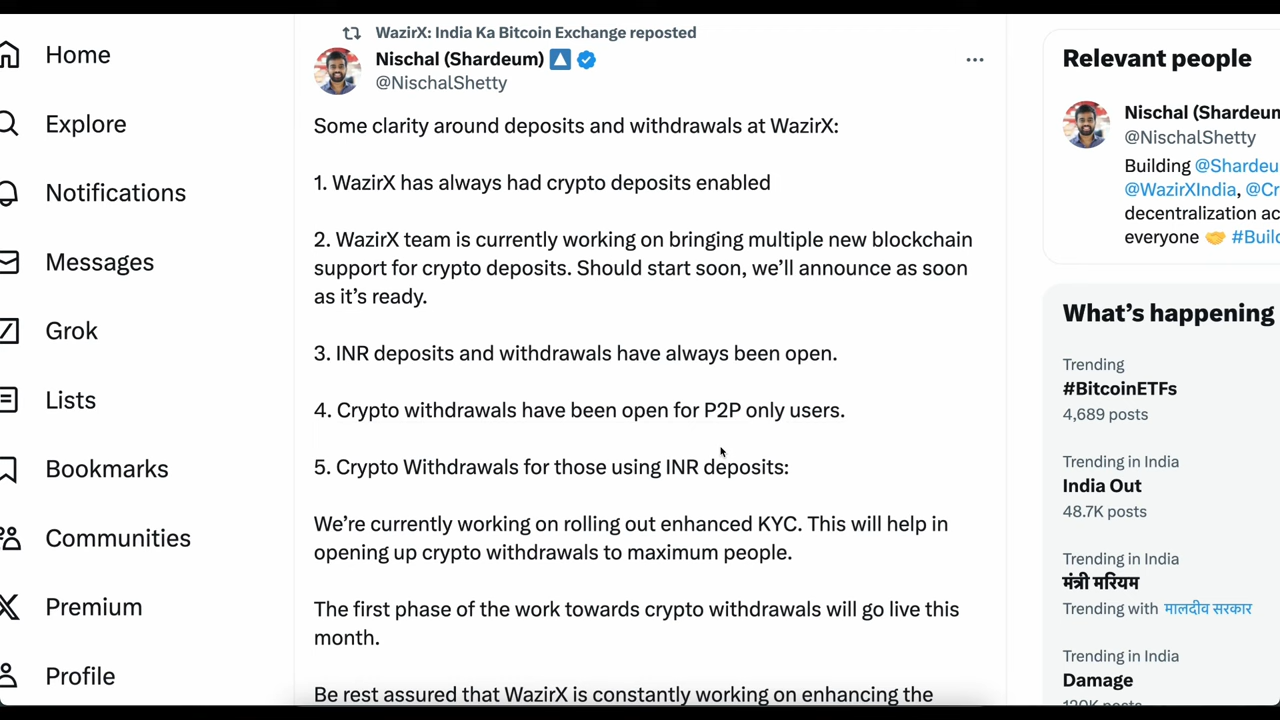 Home
Explore
Notifications
Messages
Grok
Lists
Bookmarks
Communities
Premium
Profile
WazirX: India Ka Bitcoin Exchange reposted
Nischal (Shardeum)
@NischalShetty
Some clarity around deposits and withdrawals at WazirX:
1. WazirX has always had crypto deposits enabled
2. WazirX team is currently working on bringing multiple new blockchain
support for crypto deposits. Should start soon, we’ll announce as soon
as it’s ready.
3. INR deposits and withdrawals have always been open.
4. Crypto withdrawals have been open for P2P only users.
5. Crypto Withdrawals for those using INR deposits:
We’re currently working on rolling out enhanced KYC. This will help in
opening up crypto withdrawals to maximum people.
The first phase of the work towards crypto withdrawals will go live this
month.
Be rest assured that WazirX is constantly working on enhancing the
Relevant people
Nischal (Shardeum
@NischalShetty
Building @Shardeu
@WazirXIndia, @Cr
decentralization ac
everyone 🤝 #Build
What’s happening
Trending
#BitcoinETFs
4,689 posts
Trending in India
India Out
48.7K posts
Trending in India
मंत्री मरियम
Trending with मालदीव सरकार
Trending in India
Damage